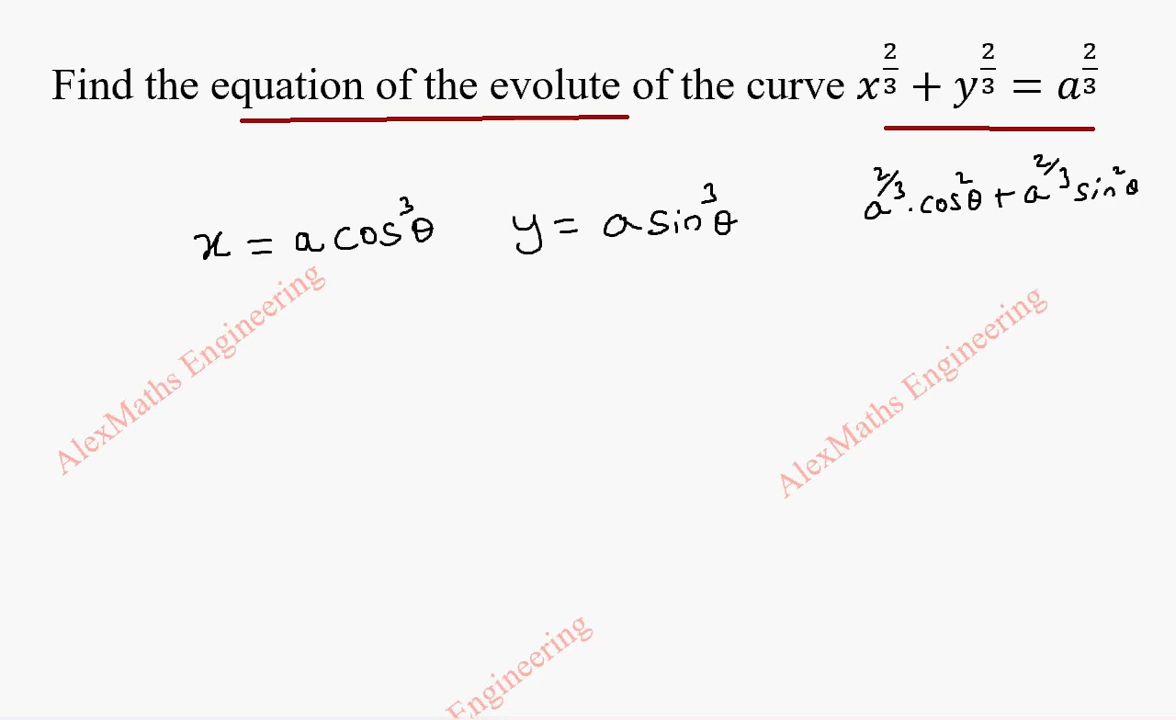 Find the equation of the evolute of the curve x^{2/3} + y^{2/3} = a^{2/3}
x = a cos³θ   y = a sin³θ   a^{2/3}. cos²θ + a^{2/3} sin²θ
AlexMaths Engineering
AlexMaths Engineering
Engineering